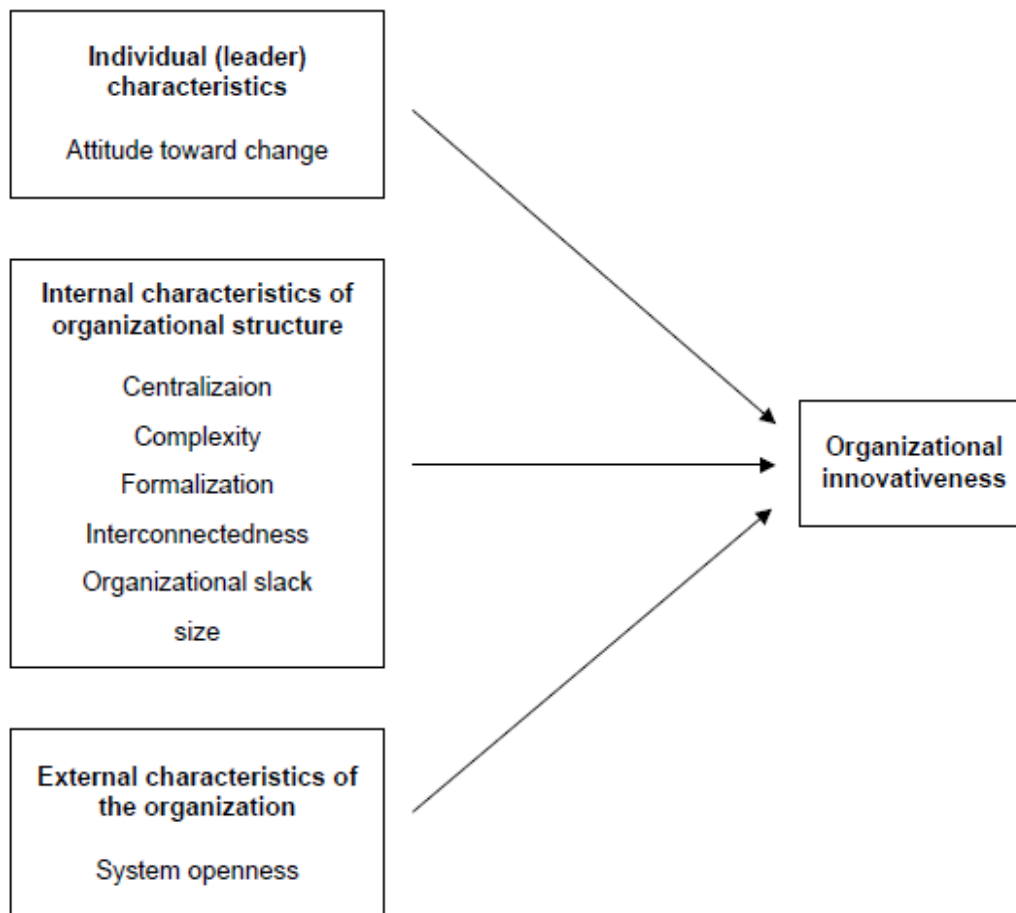 Individual (leader)
characteristics
Attitude toward change
Internal characteristics of
organizational structure
Centralizaion
Complexity
Formalization
Interconnectedness
Organizational slack
size
External characteristics of
the organization
System openness
Organizational
innovativeness